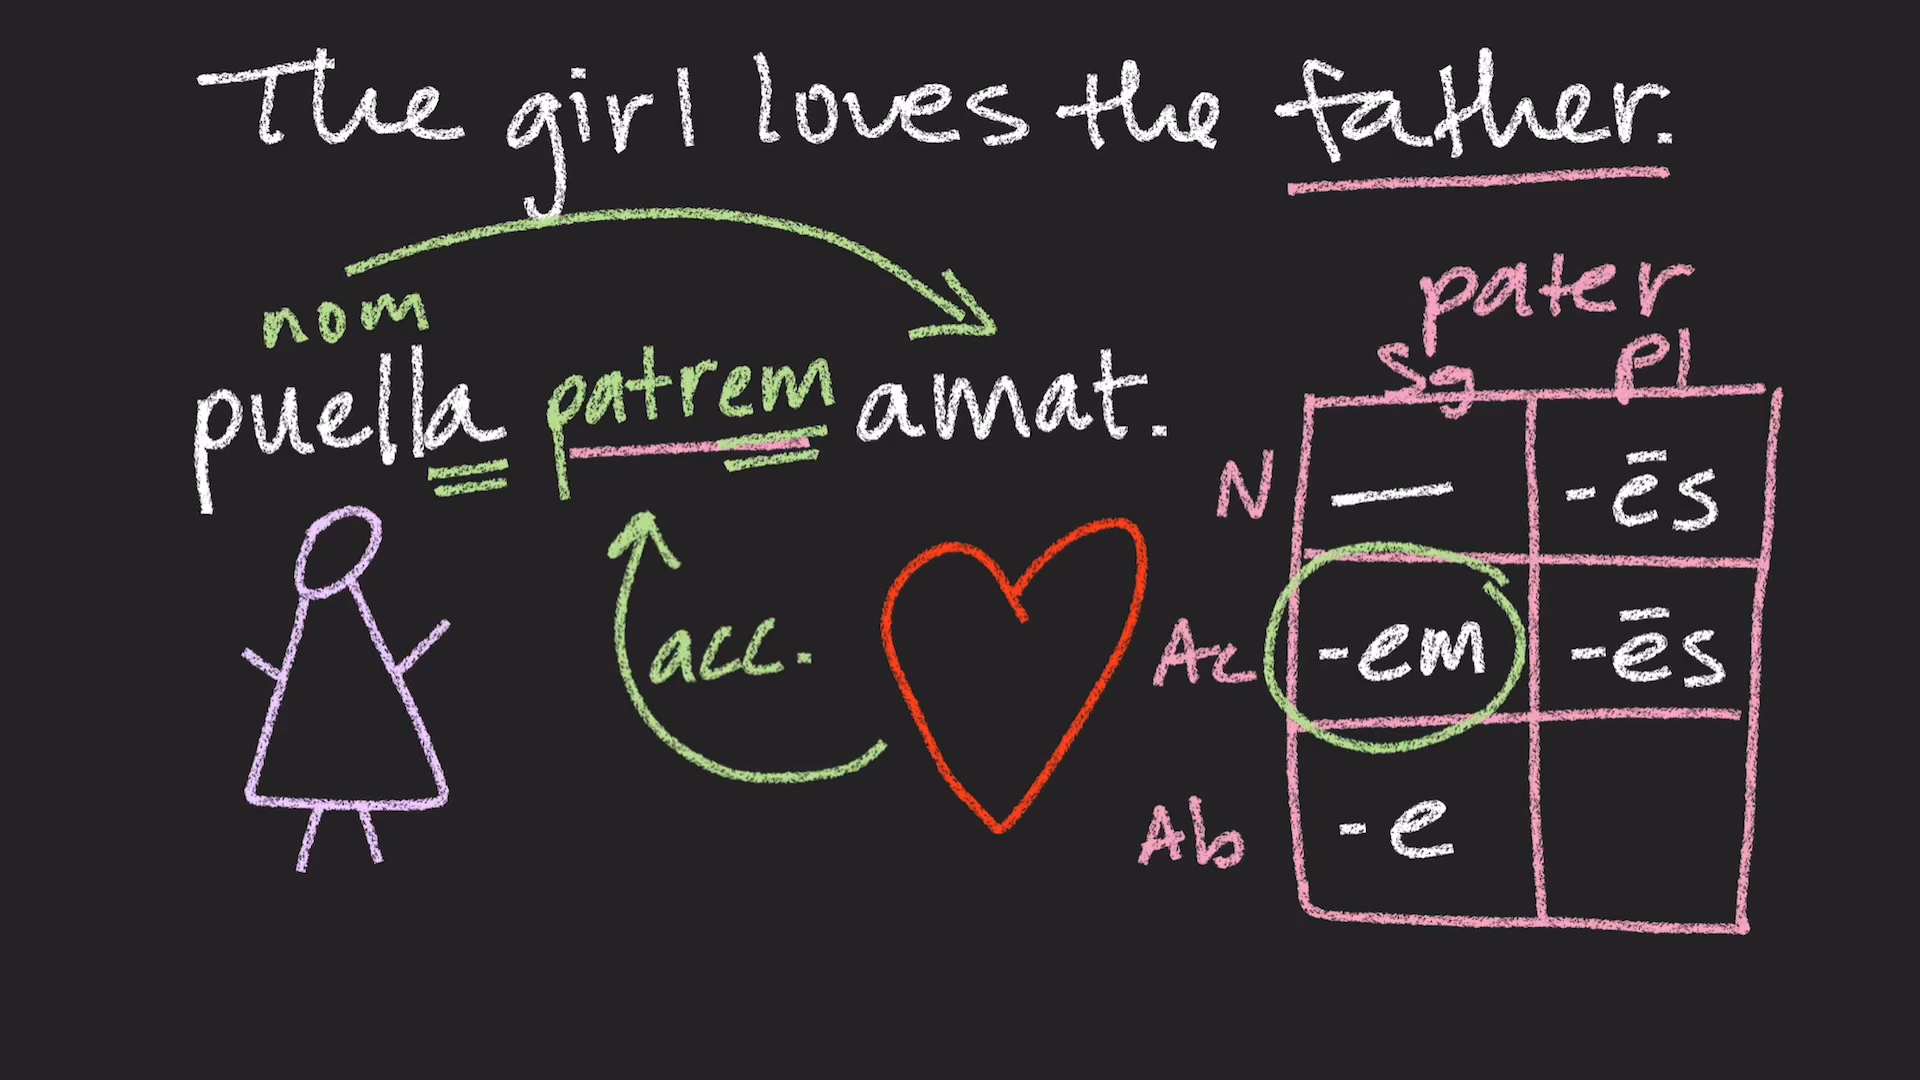 The girl loves the father.
nom
puella patrem amat.
acc.
pater
Sg Pl
N — -ēs
Ac -em -ēs
Ab -e